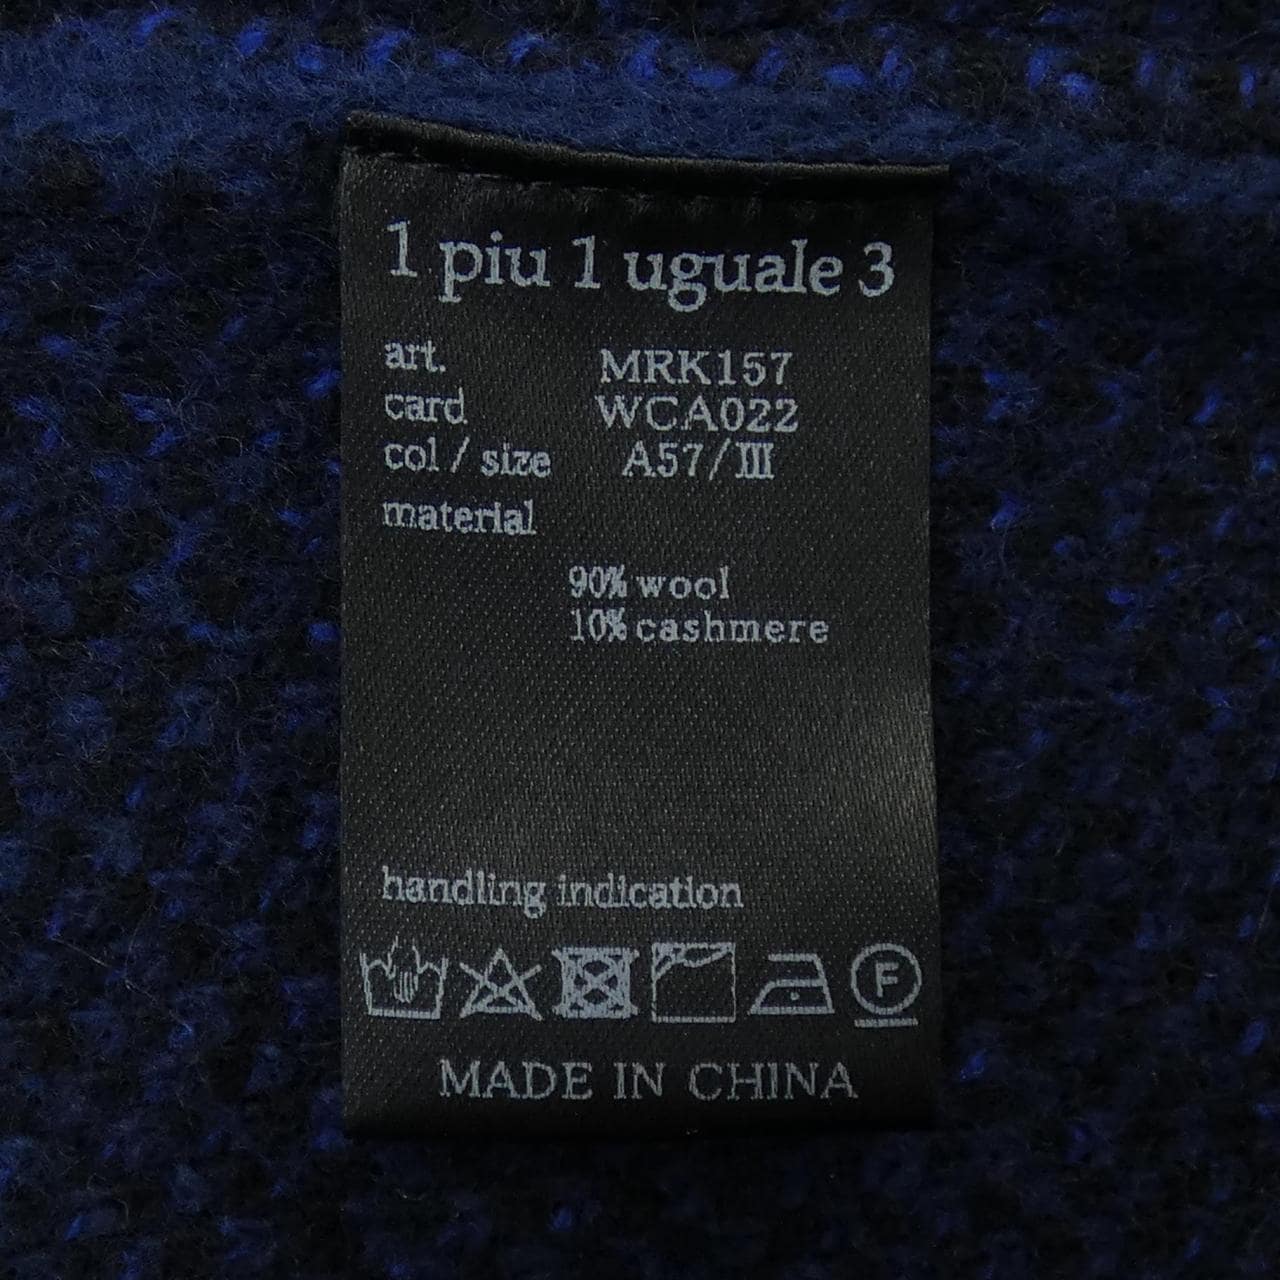 1 piu 1 uguale 3
art. MRK157
card WCA022
col / size A57/III
material
90% wool
10% cashmere
handling indication
F
MADE IN CHINA